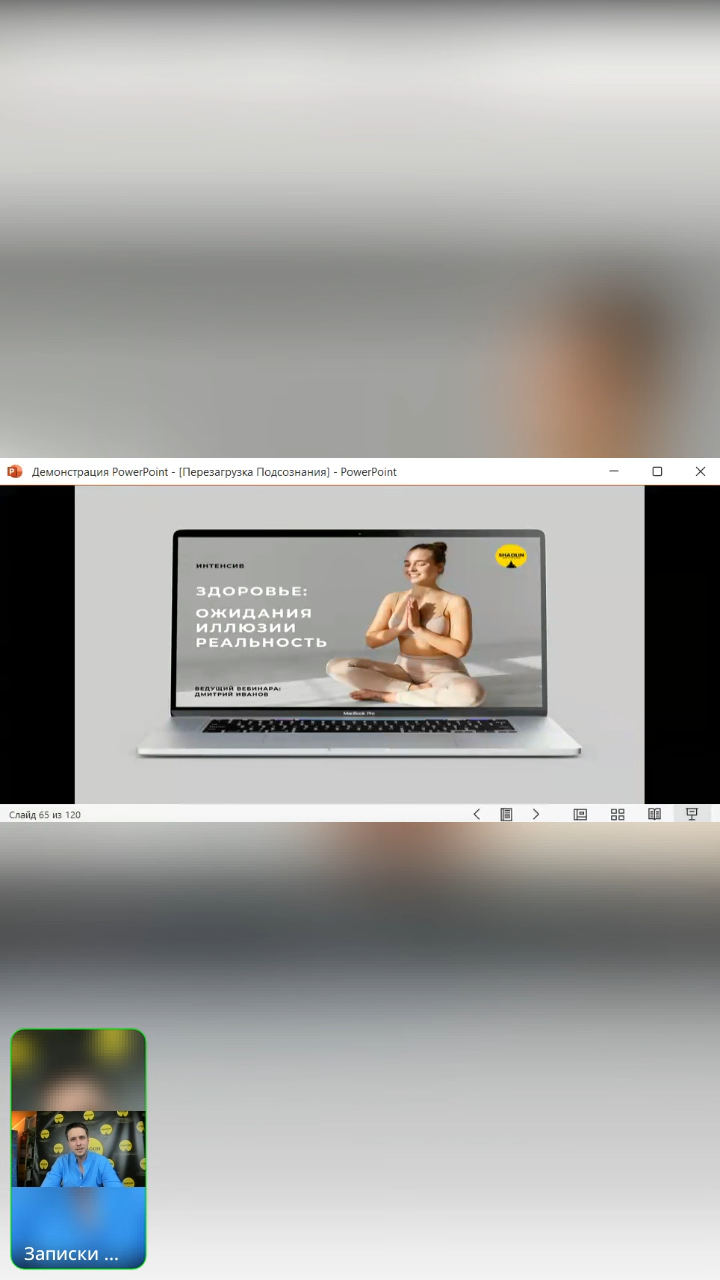 Демонстрация PowerPoint - [Перезагрузка Подсознания] - PowerPoint
ИНТЕНСИВ
SHAOLIN
ЗДОРОВЬЕ:
ОЖИДАНИЯ
ИЛЛЮЗИИ
РЕАЛЬНОСТЬ
ВЕДУЩИЙ ВЕБИНАРА:
ДМИТРИЙ ИВАНОВ
MacBook Pro
Слайд 65 из 120
Записки ...